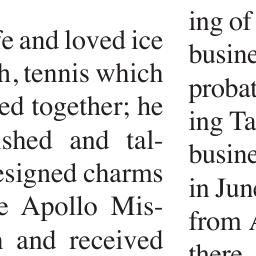 fe and loved ice
h, tennis which
ed together; he
shed and tal-
esigned charms
e Apollo Mis-
n and received
ing of
busine
probat
ing Ta
busine
in Jun
from
there